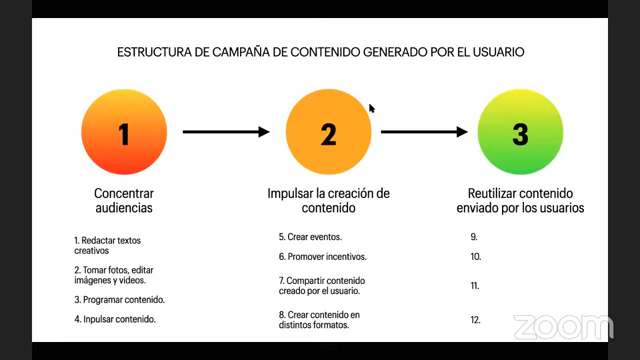 ESTRUCTURA DE CAMPAÑA DE CONTENIDO GENERADO POR EL USUARIO
1
2
3
Concentrar
audiencias
Impulsar la creación de
contenido
Reutilizar contenido
enviado por los usuarios
1. Redactar textos
creativos
2. Tomar fotos, editar
imágenes y videos.
3. Programar contenido.
4. Inpulsar contenido.
5. Crear eventos.
6. Promover incentivos.
7. Compartir contenido
creado por el usuario.
8. Crear contenido en
distintos formatos.
9.
10.
11.
12.
zoom